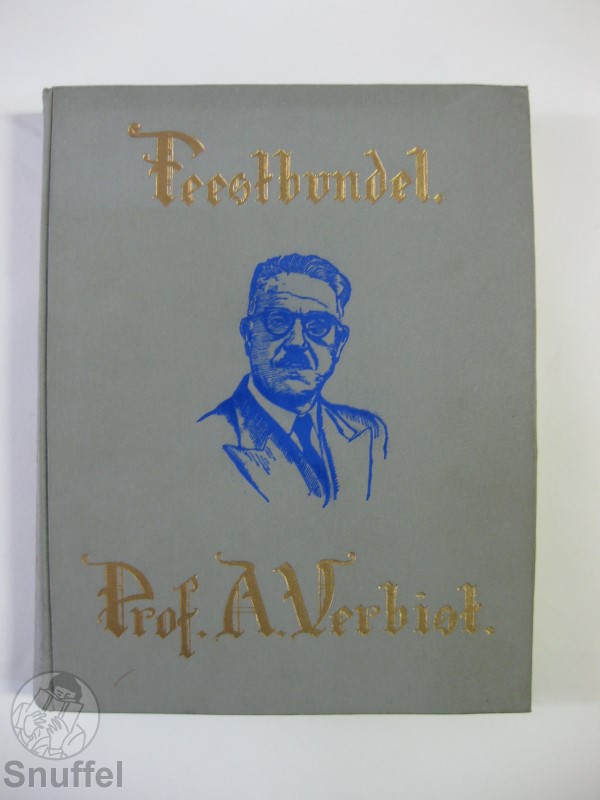 Feestbundel.
Prof. A. Verbist.
Snuffel